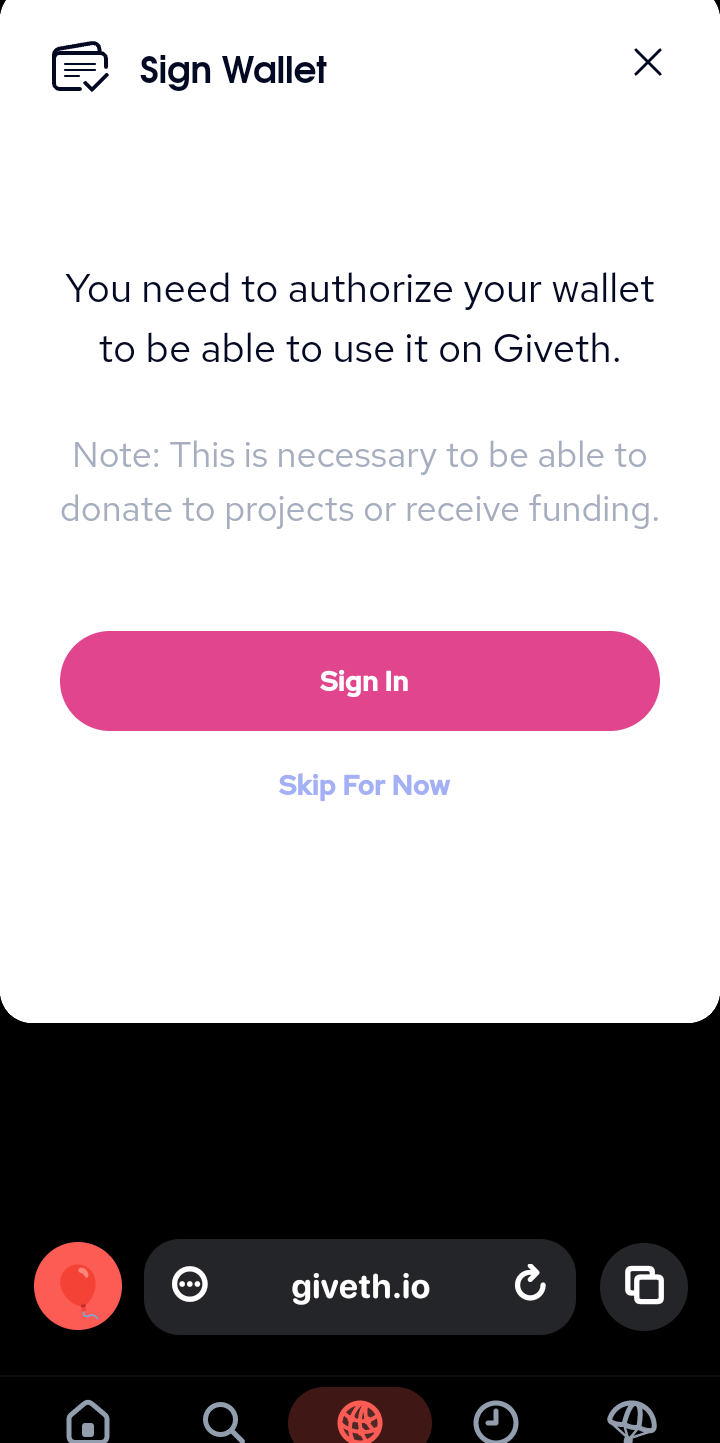 Sign Wallet
You need to authorize your wallet
to be able to use it on Giveth.
Note: This is necessary to be able to
donate to projects or receive funding.
Sign In
Skip For Now
giveth.io